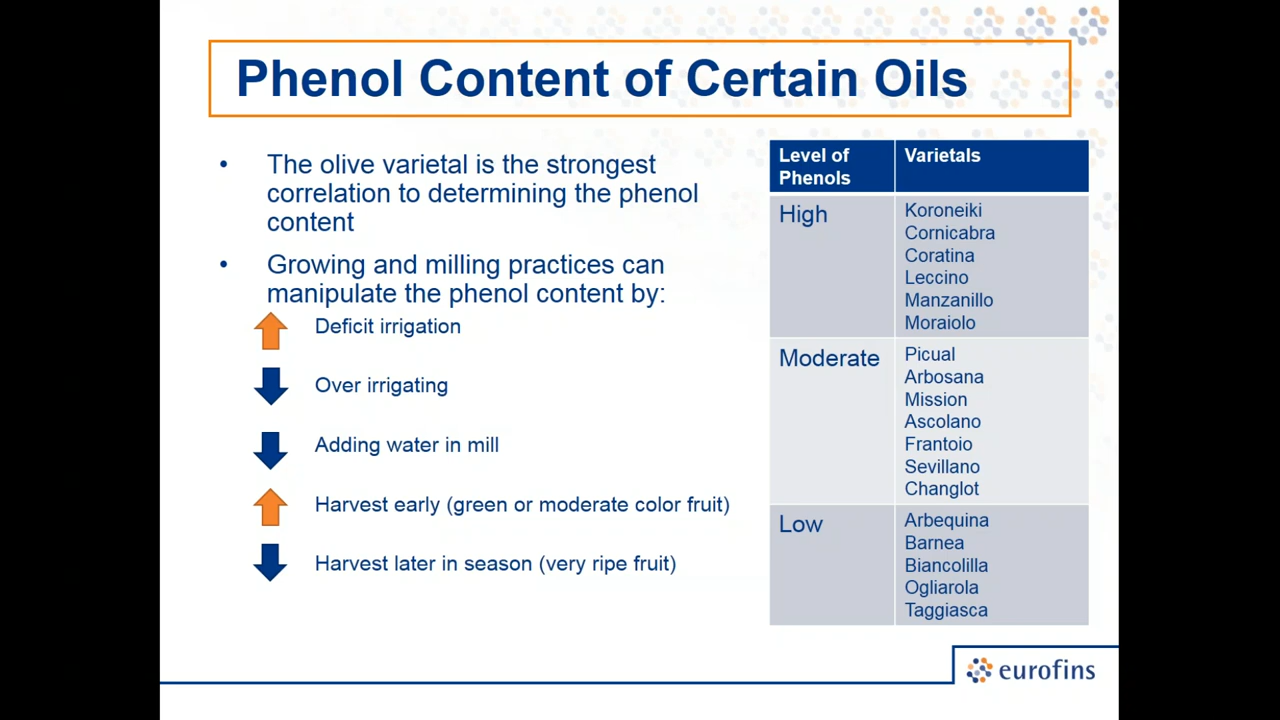 Phenol Content of Certain Oils
• The olive varietal is the strongest
correlation to determining the phenol
content
• Growing and milling practices can
manipulate the phenol content by:
Deficit irrigation
Over irrigating
Adding water in mill
Harvest early (green or moderate color fruit)
Harvest later in season (very ripe fruit)
Level of
Phenols
Varietals
High
Koroneiki
Cornicabra
Coratina
Leccino
Manzanillo
Moraiolo
Moderate
Picual
Arbosana
Mission
Ascolano
Frantoio
Sevillano
Changlot
Low
Arbequina
Barnea
Biancolilla
Ogliarola
Taggiasca
eurofins